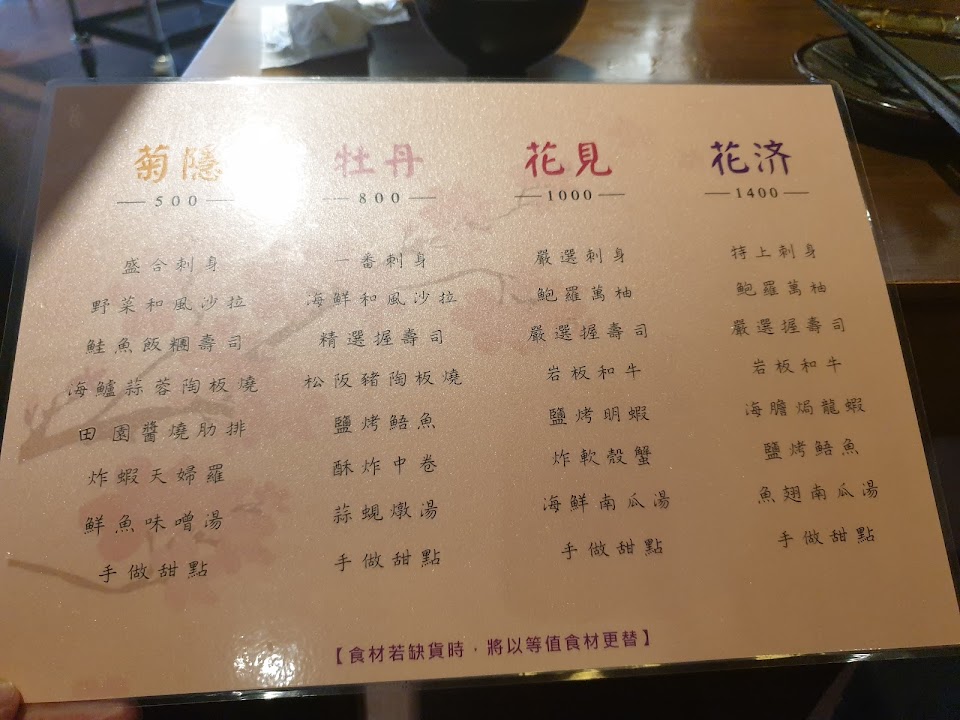 菊隱
500
盛合刺身
野菜和風沙拉
鮭魚飯糰壽司
海鱸蒜蓉陶板燒
田園醬燒肋排
炸蝦天婦羅
鮮魚味噌湯
手做甜點
牡丹
800
一番刺身
海鮮和風沙拉
精選握壽司
松阪豬陶板燒
鹽烤鯃魚
酥炸中卷
蒜蜆燉湯
手做甜點
花見
1000
嚴選刺身
鮑羅萬柚
嚴選握壽司
岩板和牛
鹽烤明蝦
炸軟殼蟹
海鮮南瓜湯
手做甜點
花济
1400
特上刺身
鮑羅萬柚
嚴選握壽司
岩板和牛
海膽焗龍蝦
鹽烤鯃魚
魚翅南瓜湯
手做甜點
【食材若缺貨時，將以等值食材更替】